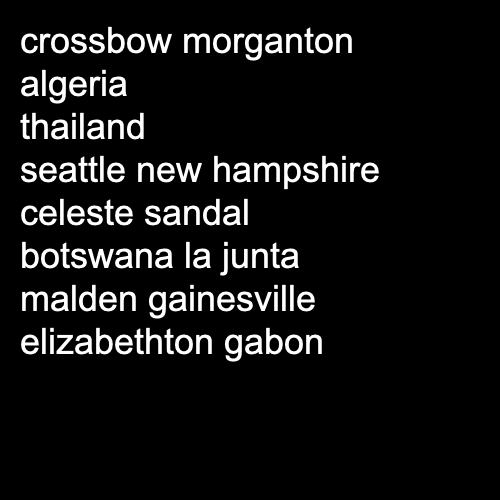 crossbow morganton
algeria
thailand
seattle new hampshire
celeste sandal
botswana la junta
malden gainesville
elizabethton gabon